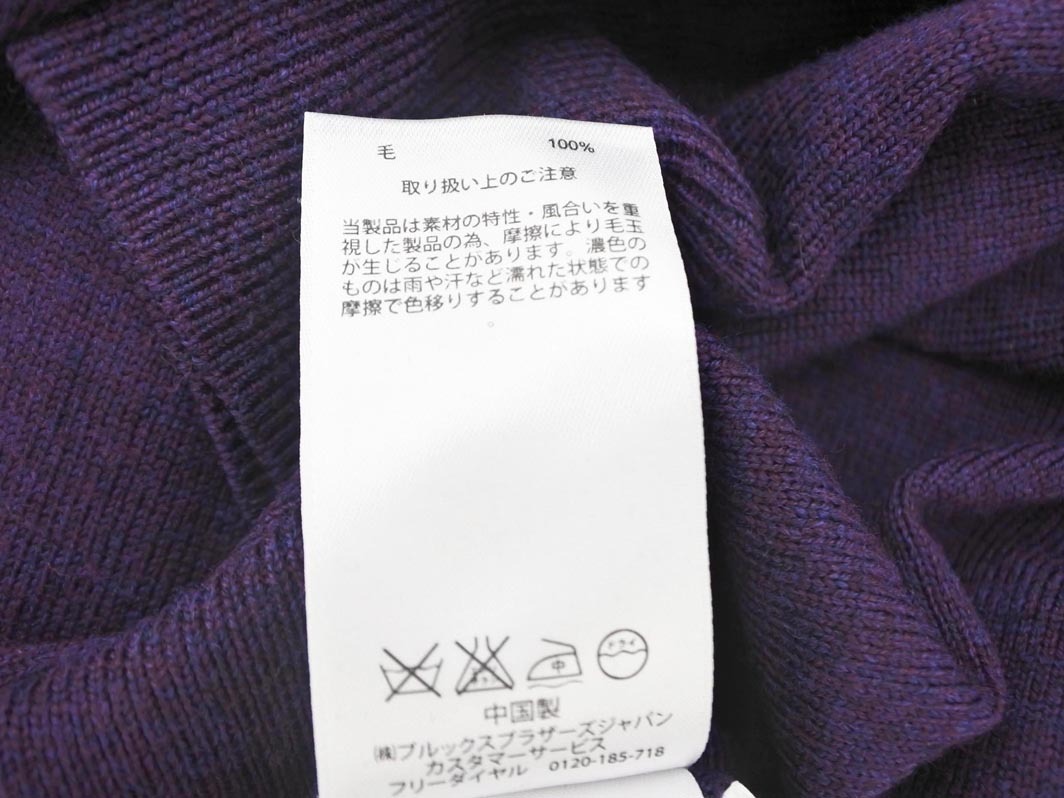 毛 100%
取り扱い上のご注意
当製品は素材の特性・風合いを重
視した製品の為、摩擦により毛玉
が生じることがあります。濃色の
ものは雨や汗など濡れた状態での
摩擦で色移りすることがあります
中 ドライ
中国製
㈱ブルックスブラザーズジャパン
カスタマーサービス
フリーダイヤル 0120-185-718